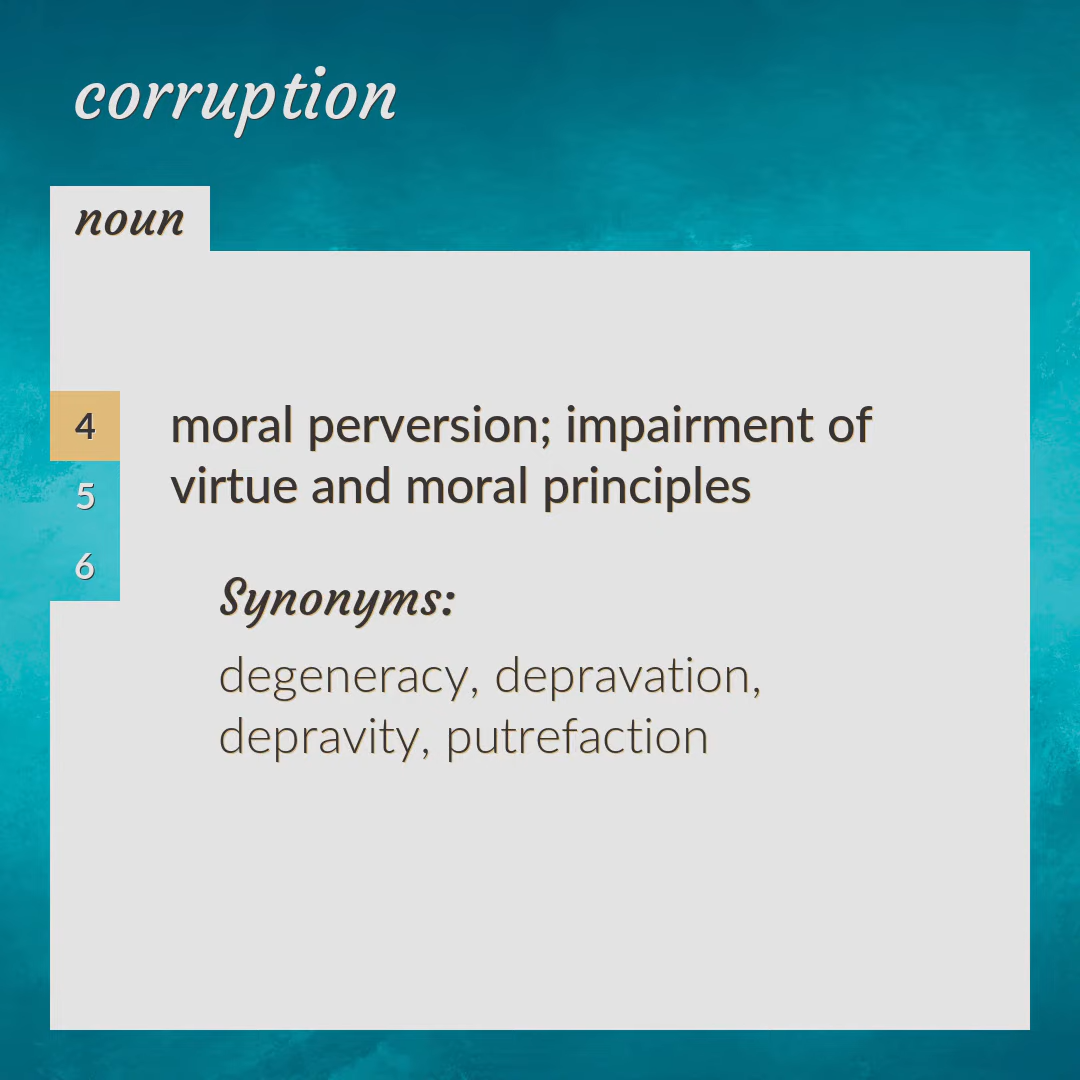 corruption
noun
4
moral perversion; impairment of
virtue and moral principles
5
6
Synonyms:
degeneracy, depravation,
depravity, putrefaction